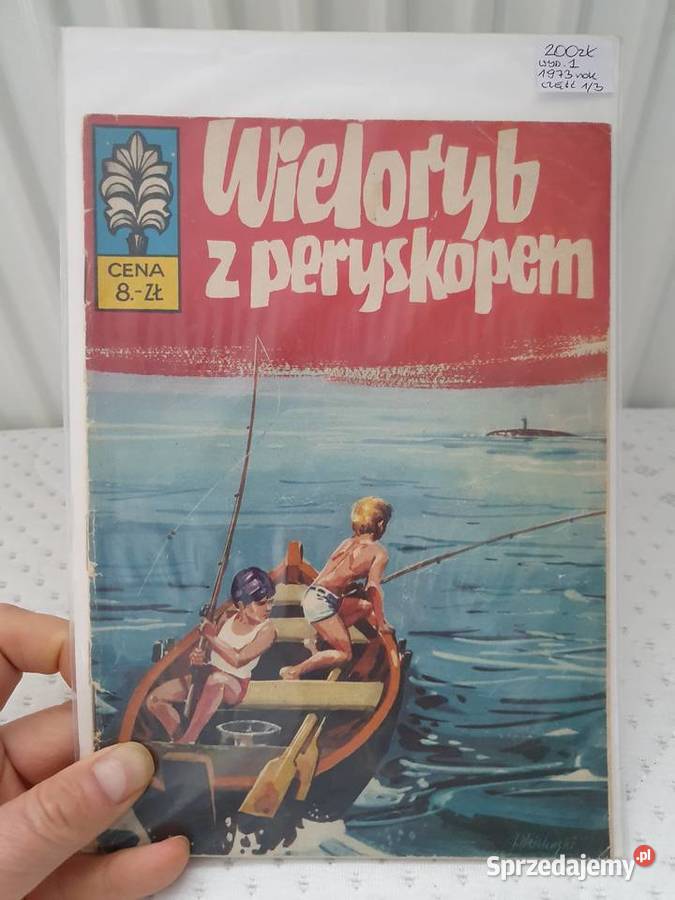 200zł
wyd. 1
1973 rok
część 1/3
Wieloryb
z peryskopem
CENA
8.-ZŁ
Sprzedajemy.pl